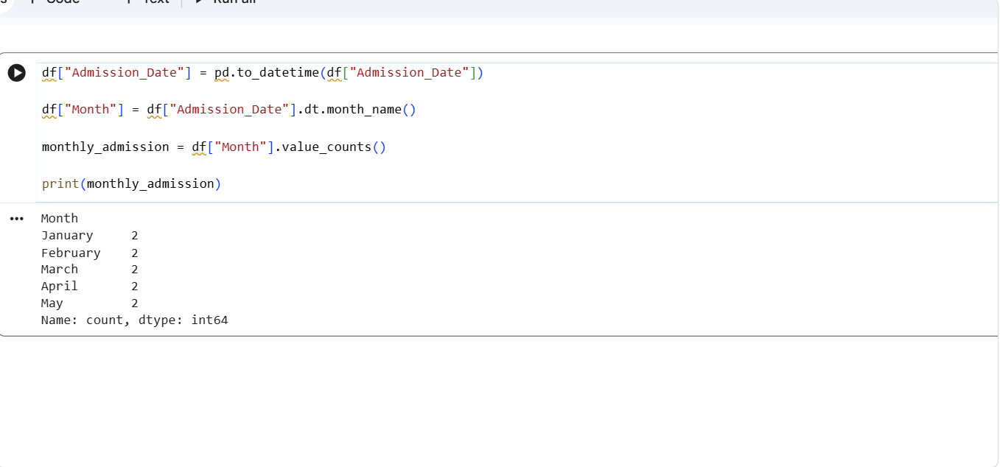 + Code + Text Run all
df["Admission_Date"] = pd.to_datetime(df["Admission_Date"])
df["Month"] = df["Admission_Date"].dt.month_name()
monthly_admission = df["Month"].value_counts()
print(monthly_admission)
Month
January 2
February 2
March 2
April 2
May 2
Name: count, dtype: int64